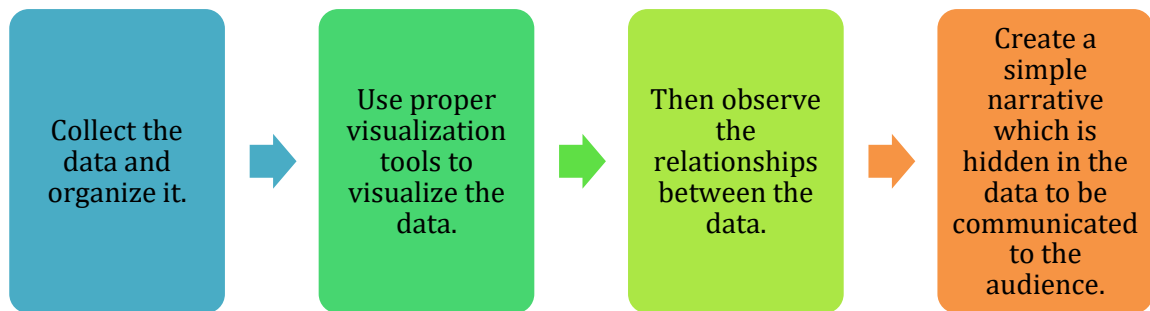 Collect the
data and
organize it.
Use proper
visualization
tools to
visualize the
data.
Then observe
the
relationships
between the
data.
Create a
simple
narrative
which is
hidden in the
data to be
communicated
to the
audience.